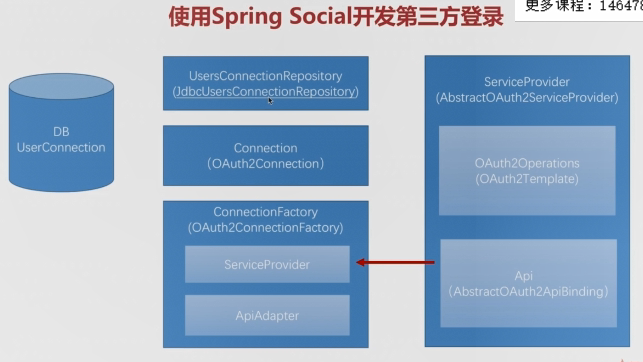 使用Spring Social开发第三方登录
更多课程：146478
DB
UserConnection
UsersConnectionRepository
(JdbcUsersConnectionRepository)
Connection
(OAuth2Connection)
ConnectionFactory
(OAuth2ConnectionFactory)
ServiceProvider
ApiAdapter
ServiceProvider
(AbstractOAuth2ServiceProvider)
OAuth2Operations
(OAuth2Template)
Api
(AbstractOAuth2ApiBinding)